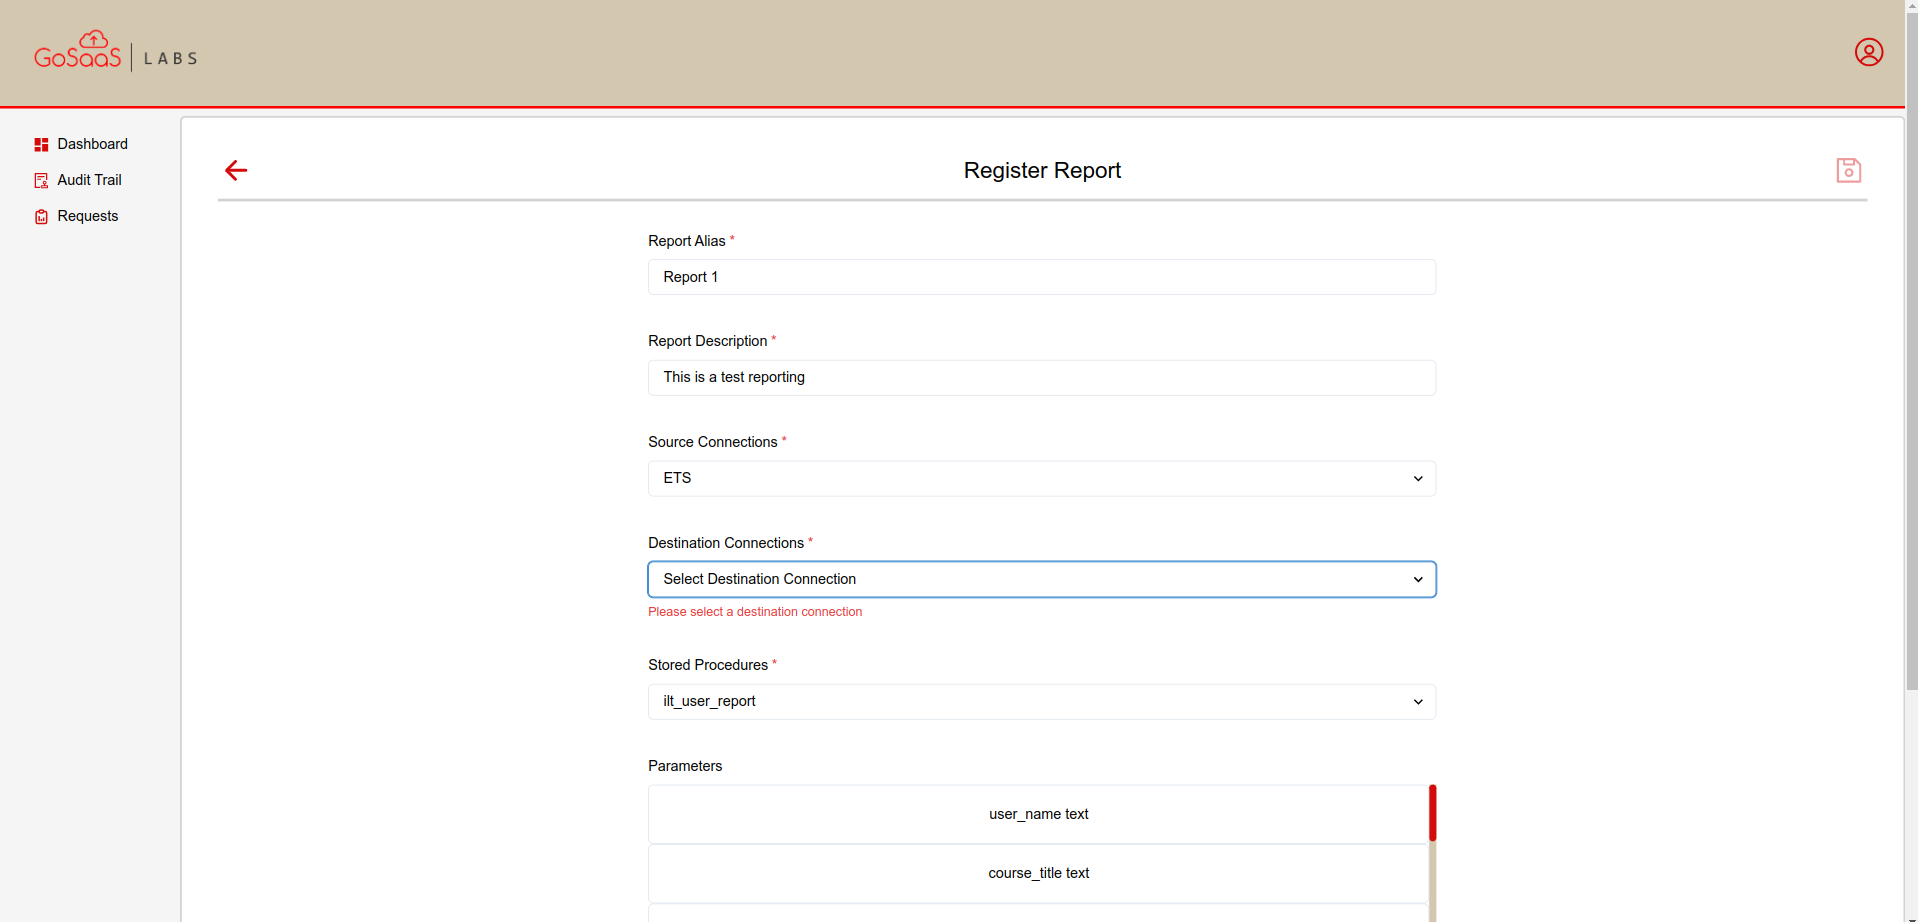 GoSaaS LABS
Dashboard
Audit Trail
Requests
Register Report
Report Alias *
Report 1
Report Description *
This is a test reporting
Source Connections *
ETS
Destination Connections *
Select Destination Connection
Please select a destination connection
Stored Procedures *
ilt_user_report
Parameters
user_name text
course_title text